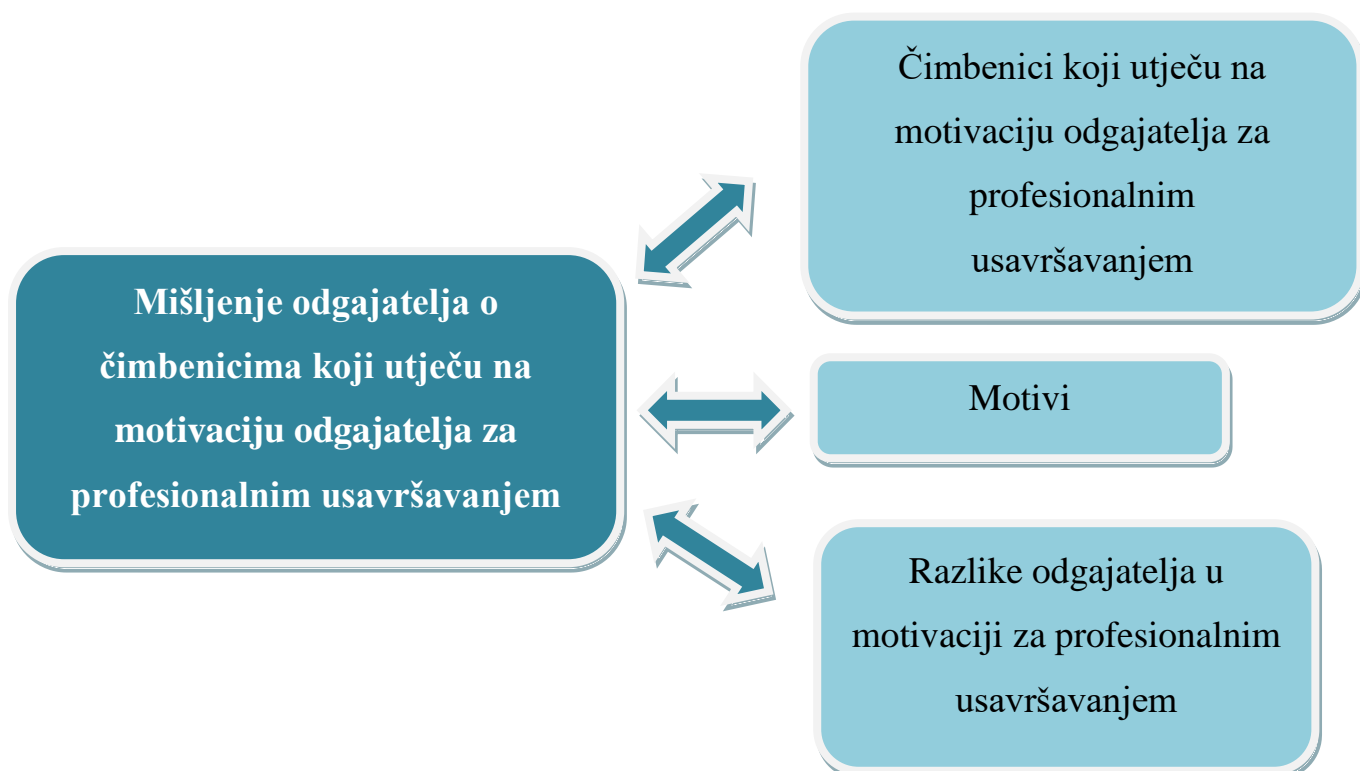 Mišljenje odgajatelja o
čimbenicima koji utječu na
motivaciju odgajatelja za
profesionalnim usavršavanjem
Čimbenici koji utječu na
motivaciju odgajatelja za
profesionalnim
usavršavanjem
Motivi
Razlike odgajatelja u
motivaciji za profesionalnim
usavršavanjem